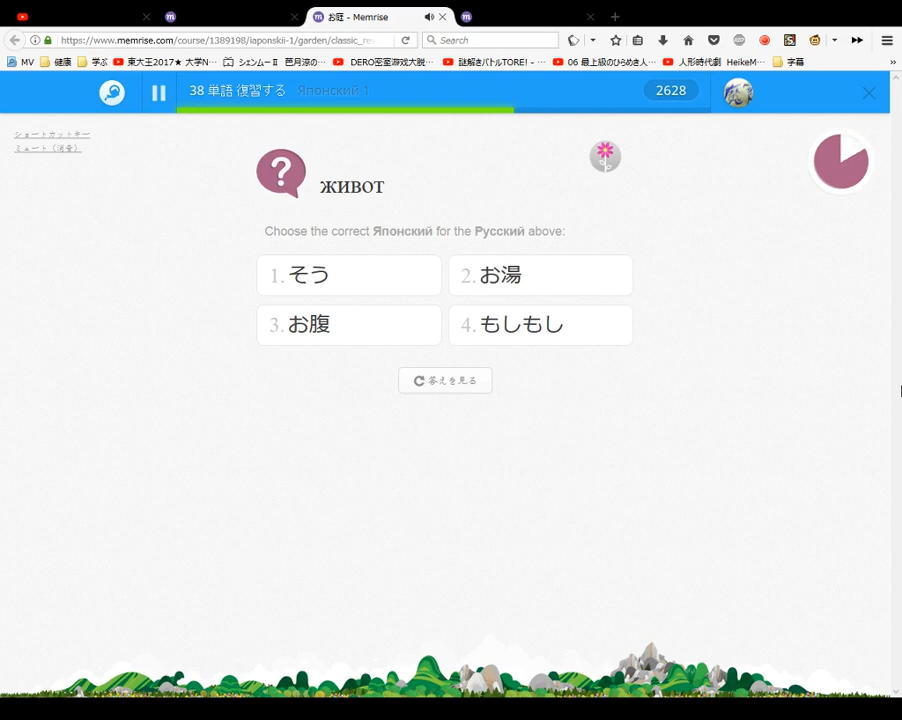 お庭 - Memrise
https://www.memrise.com/course/1389198/iaponskii-1/garden/classic_re
Search
MV 健康 学ぶ 東大王2017★ 大学N… シェンムーⅡ 芭月涼の… DERO密室游戏大脱… 謎解きバトルTORE! - … 06 最上級のひらめき人… 人形時代劇 HeikeM… 字幕
38 単語 復習する Японский 1 2628
ショートカットキー
ミュート（消音）
живот
Choose the correct Японский for the Русский above:
1. そう
2. お湯
3. お腹
4. もしもし
答えを見る